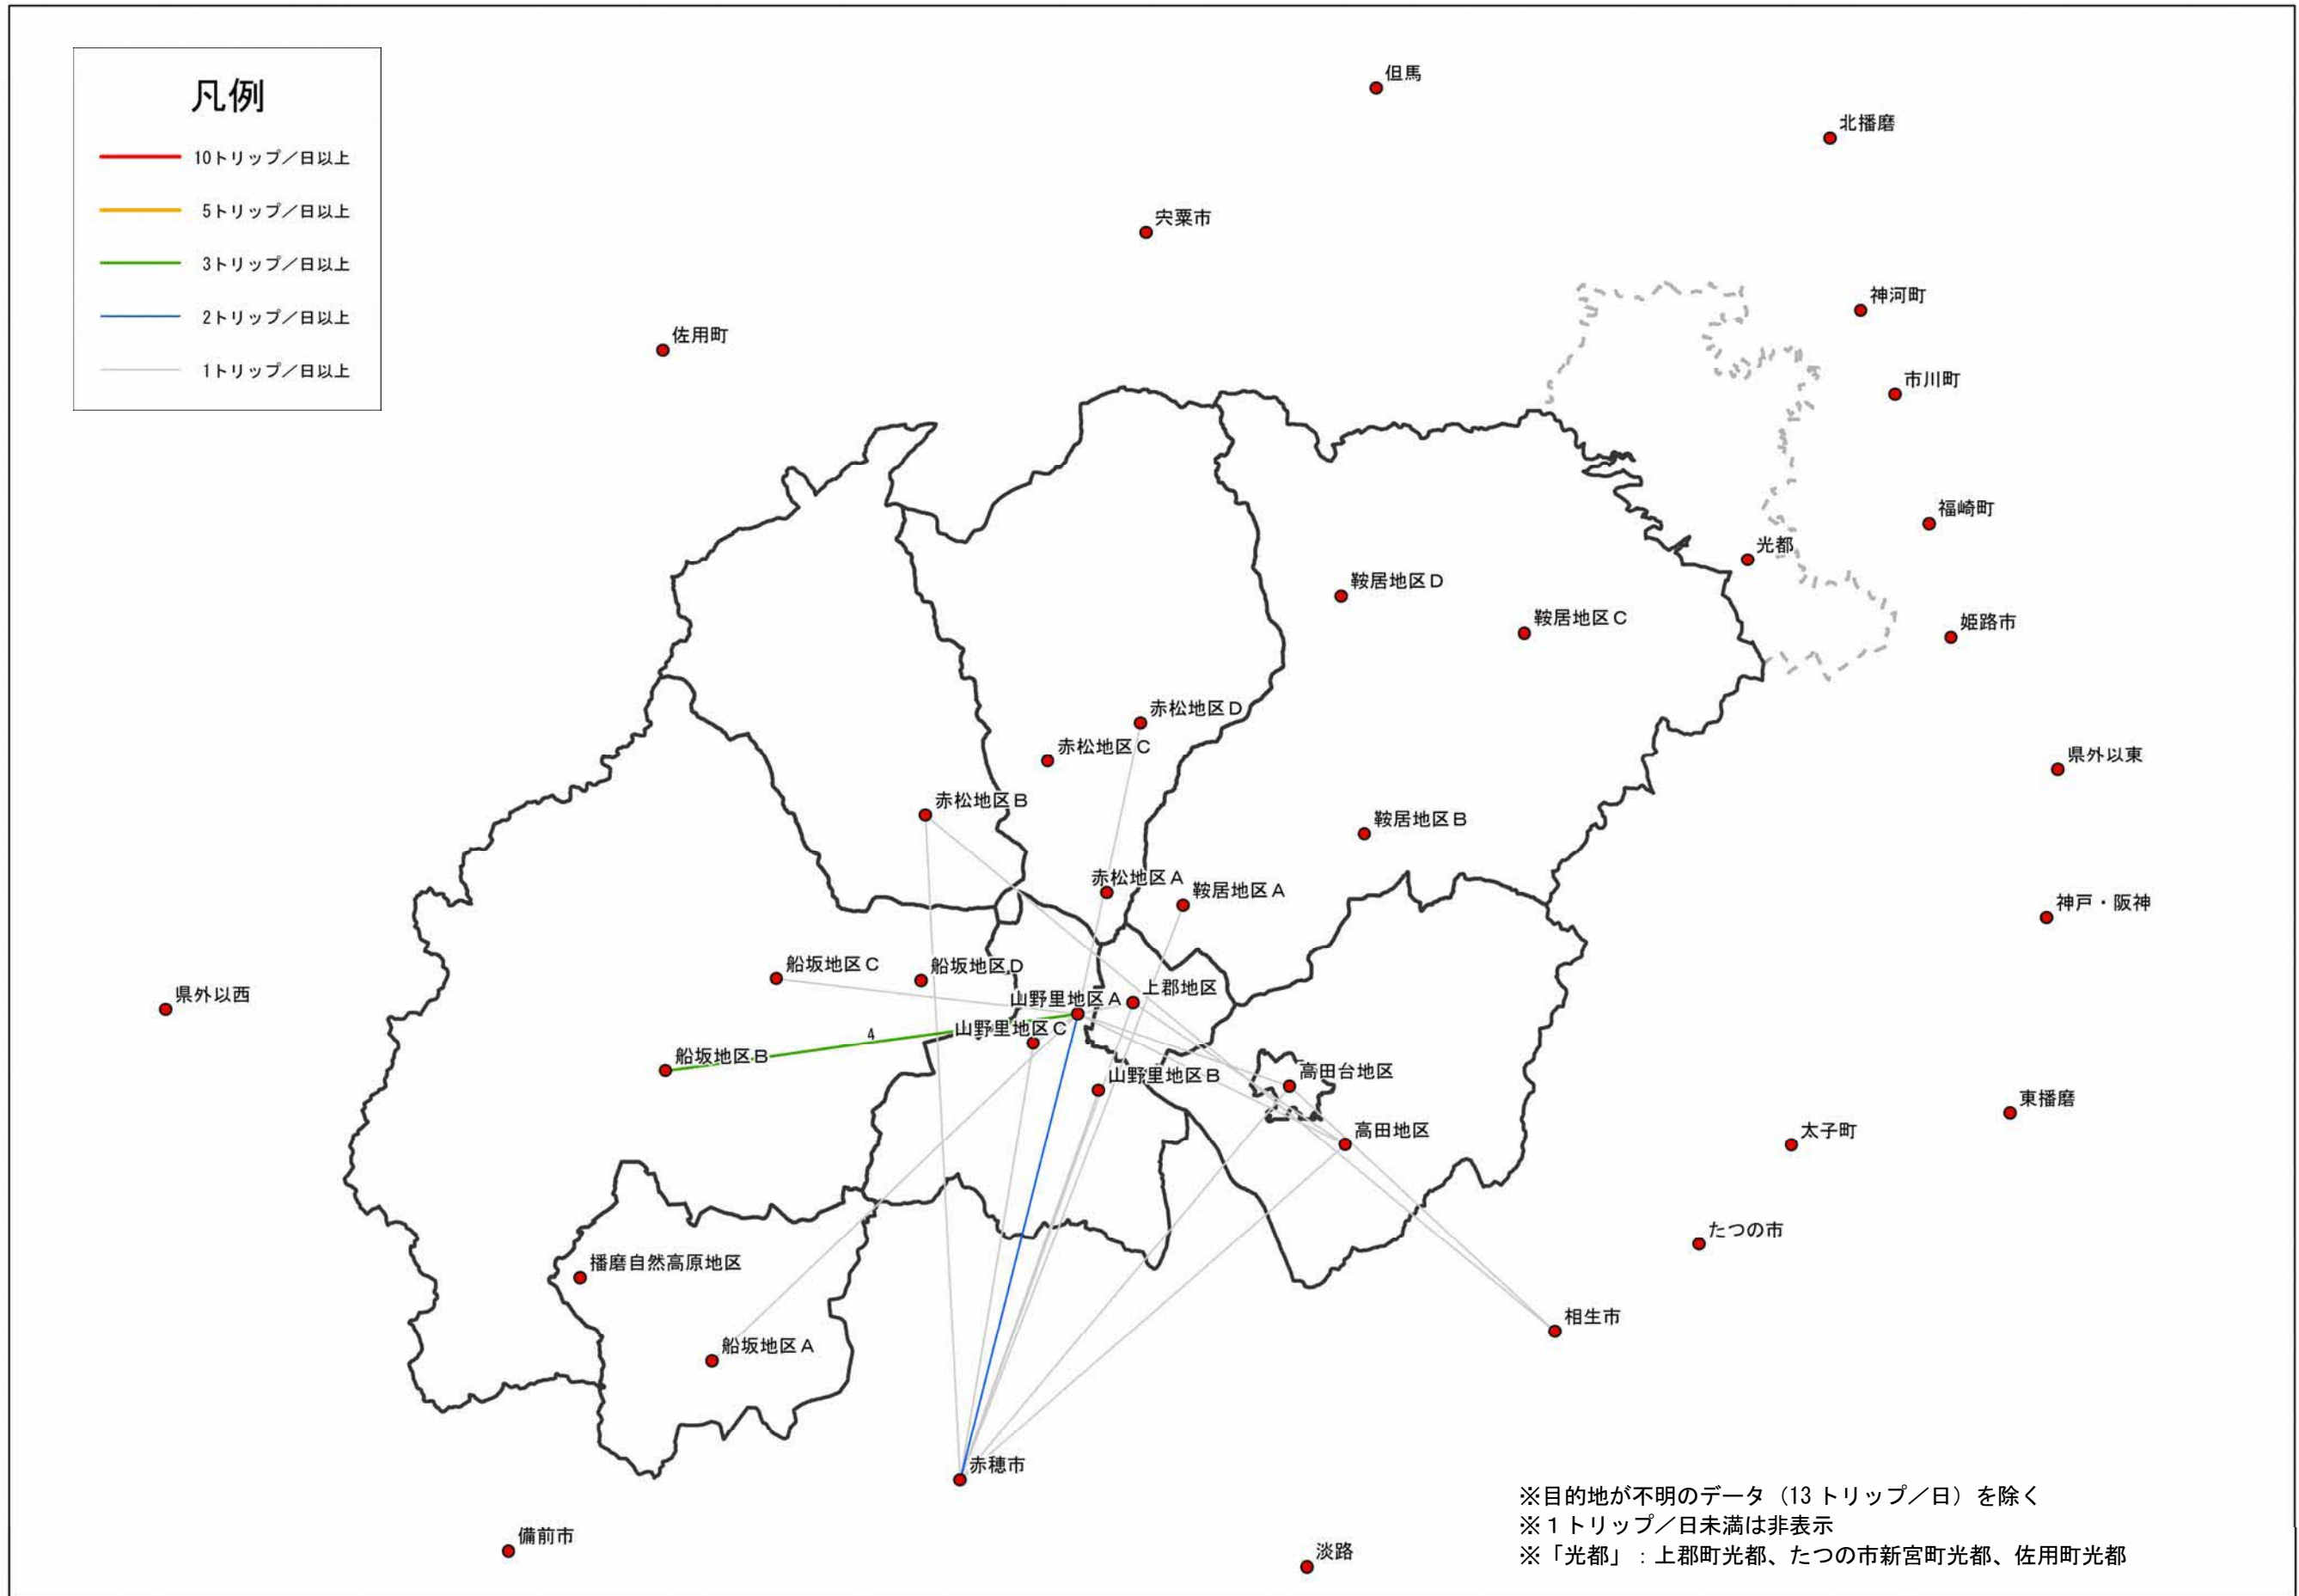 凡例
10トリップ／日以上
5トリップ／日以上
3トリップ／日以上
2トリップ／日以上
1トリップ／日以上
但馬
北播磨
宍粟市
神河町
佐用町
市川町
福崎町
光都
鞍居地区D
鞍居地区C
姫路市
赤松地区D
赤松地区C
県外以東
赤松地区B
鞍居地区B
赤松地区A
鞍居地区A
神戸・阪神
船坂地区C
船坂地区D
上郡地区
県外以西
山野里地区A
山野里地区C
4
船坂地区B
高田台地区
山野里地区B
東播磨
高田地区
太子町
たつの市
播磨自然高原地区
相生市
船坂地区A
赤穂市
備前市
淡路
※目的地が不明のデータ（13トリップ／日）を除く
※１トリップ／日未満は非表示
※「光都」：上郡町光都、たつの市新宮町光都、佐用町光都